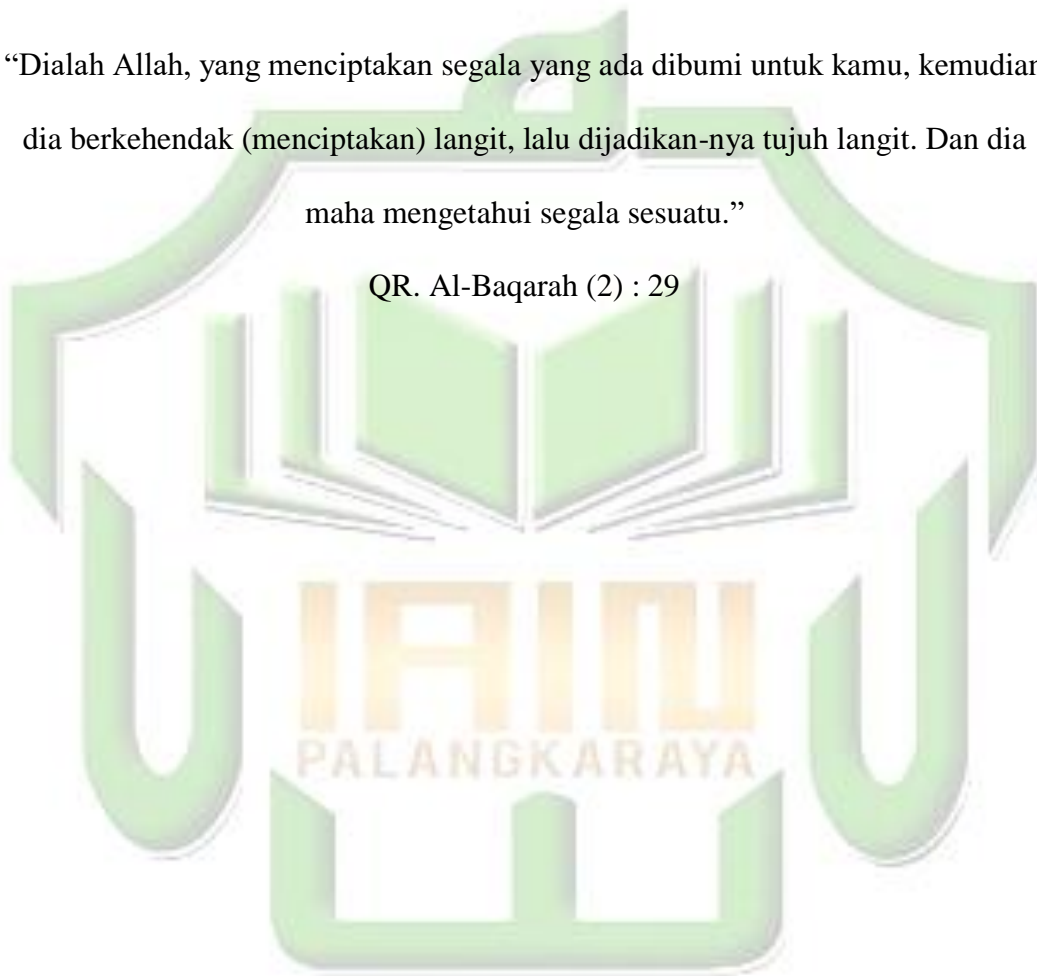 “Dialah Allah, yang menciptakan segala yang ada dibumi untuk kamu, kemudian
dia berkehendak (menciptakan) langit, lalu dijadikan-nya tujuh langit. Dan dia
maha mengetahui segala sesuatu.”
QR. Al-Baqarah (2) : 29
IAIN
PALANGKARAYA